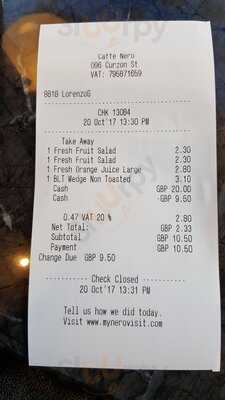 Caffe Nero
096 Curzon St
VAT: 795871659
8818 LorenzoG
CHK 13084
20 Oct'17 13:30 PM
Take Away
1 Fresh Fruit Salad 2.30
1 Fresh Fruit Salad 2.30
1 Fresh Orange Juice Large 2.80
1 BLT Wedge Non Toasted 3.10
Cash GBP 20.00
Cash -GBP 9.50
0.47 VAT 20 % 2.80
Net Total: GBP 2.33
Subtotal GBP 10.50
Payment GBP 10.50
Change Due GBP 9.50
---------- Check Closed ----------
20 Oct'17 13:31 PM
Tell us how we did today.
Visit www.mynerovisit.com